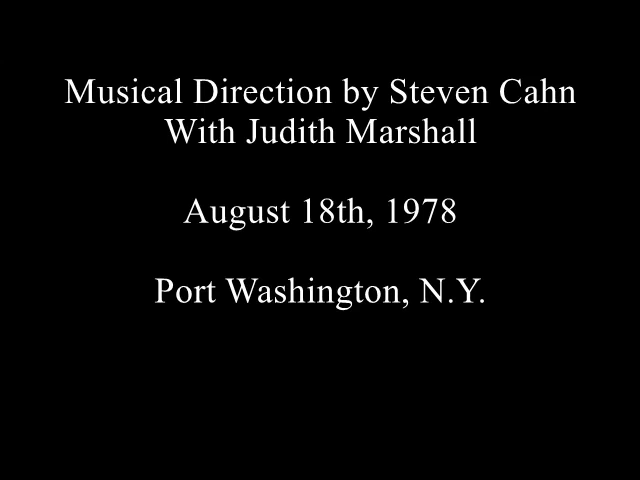 Musical Direction by Steven Cahn
With Judith Marshall
August 18th, 1978
Port Washington, N.Y.